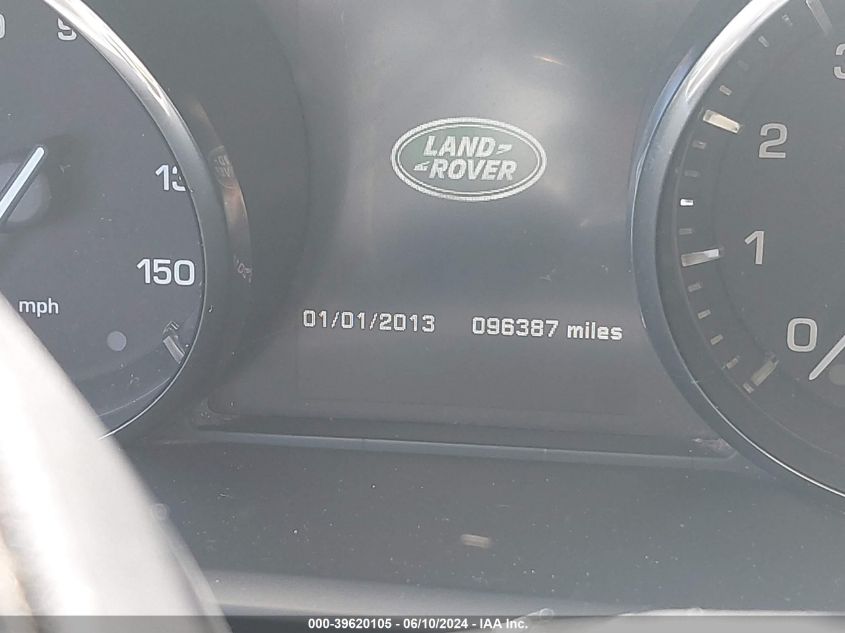 150
mph
LAND
ROVER
01/01/2013 096387 miles
3
2
1
0
000-39620105 - 06/10/2024 - IAA Inc.